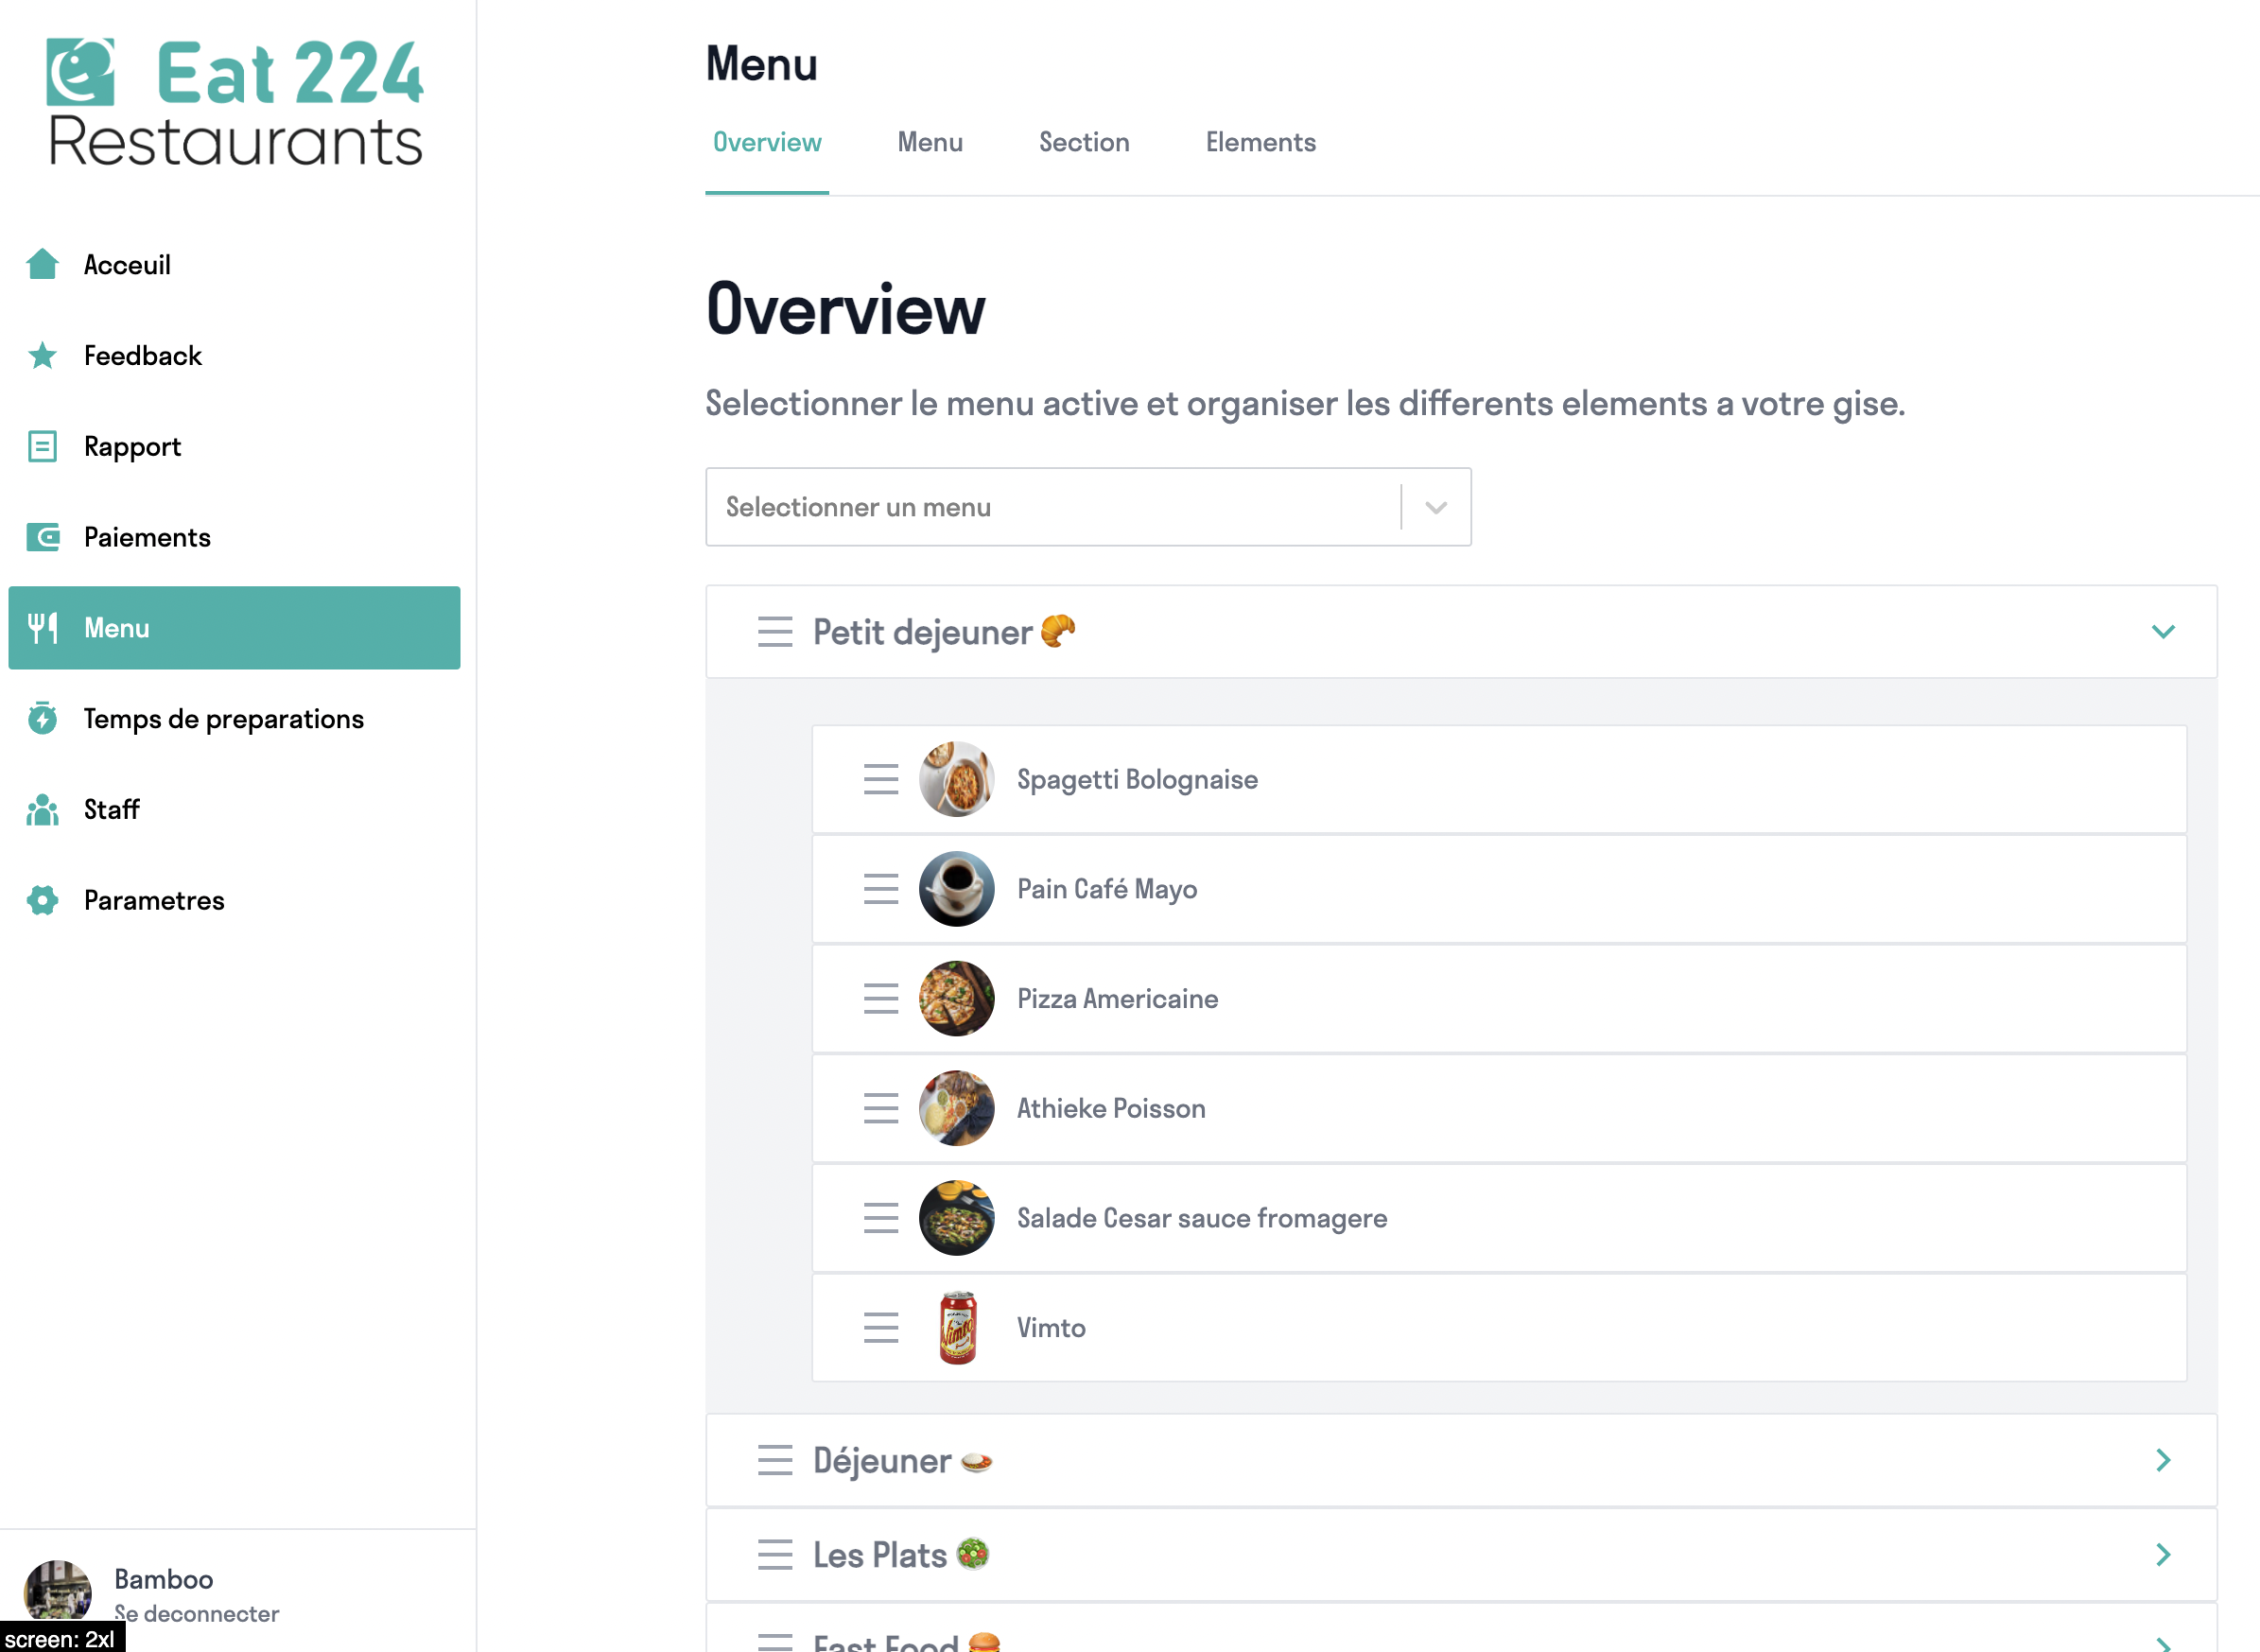 Eat 224
Restaurants
Acceuil
Feedback
Rapport
Paiements
Menu
Temps de preparations
Staff
Parametres
Bamboo
Se deconnecter
screen: 2xl
Menu
Overview Menu Section Elements
Overview
Selectionner le menu active et organiser les differents elements a votre gise.
Selectionner un menu
Petit dejeuner 🥐
Spagetti Bolognaise
Pain Café Mayo
Pizza Americaine
Athieke Poisson
Salade Cesar sauce fromagere
Vimto
Vimto
Déjeuner 🍛
Les Plats 🥗
Fast Food 🍔